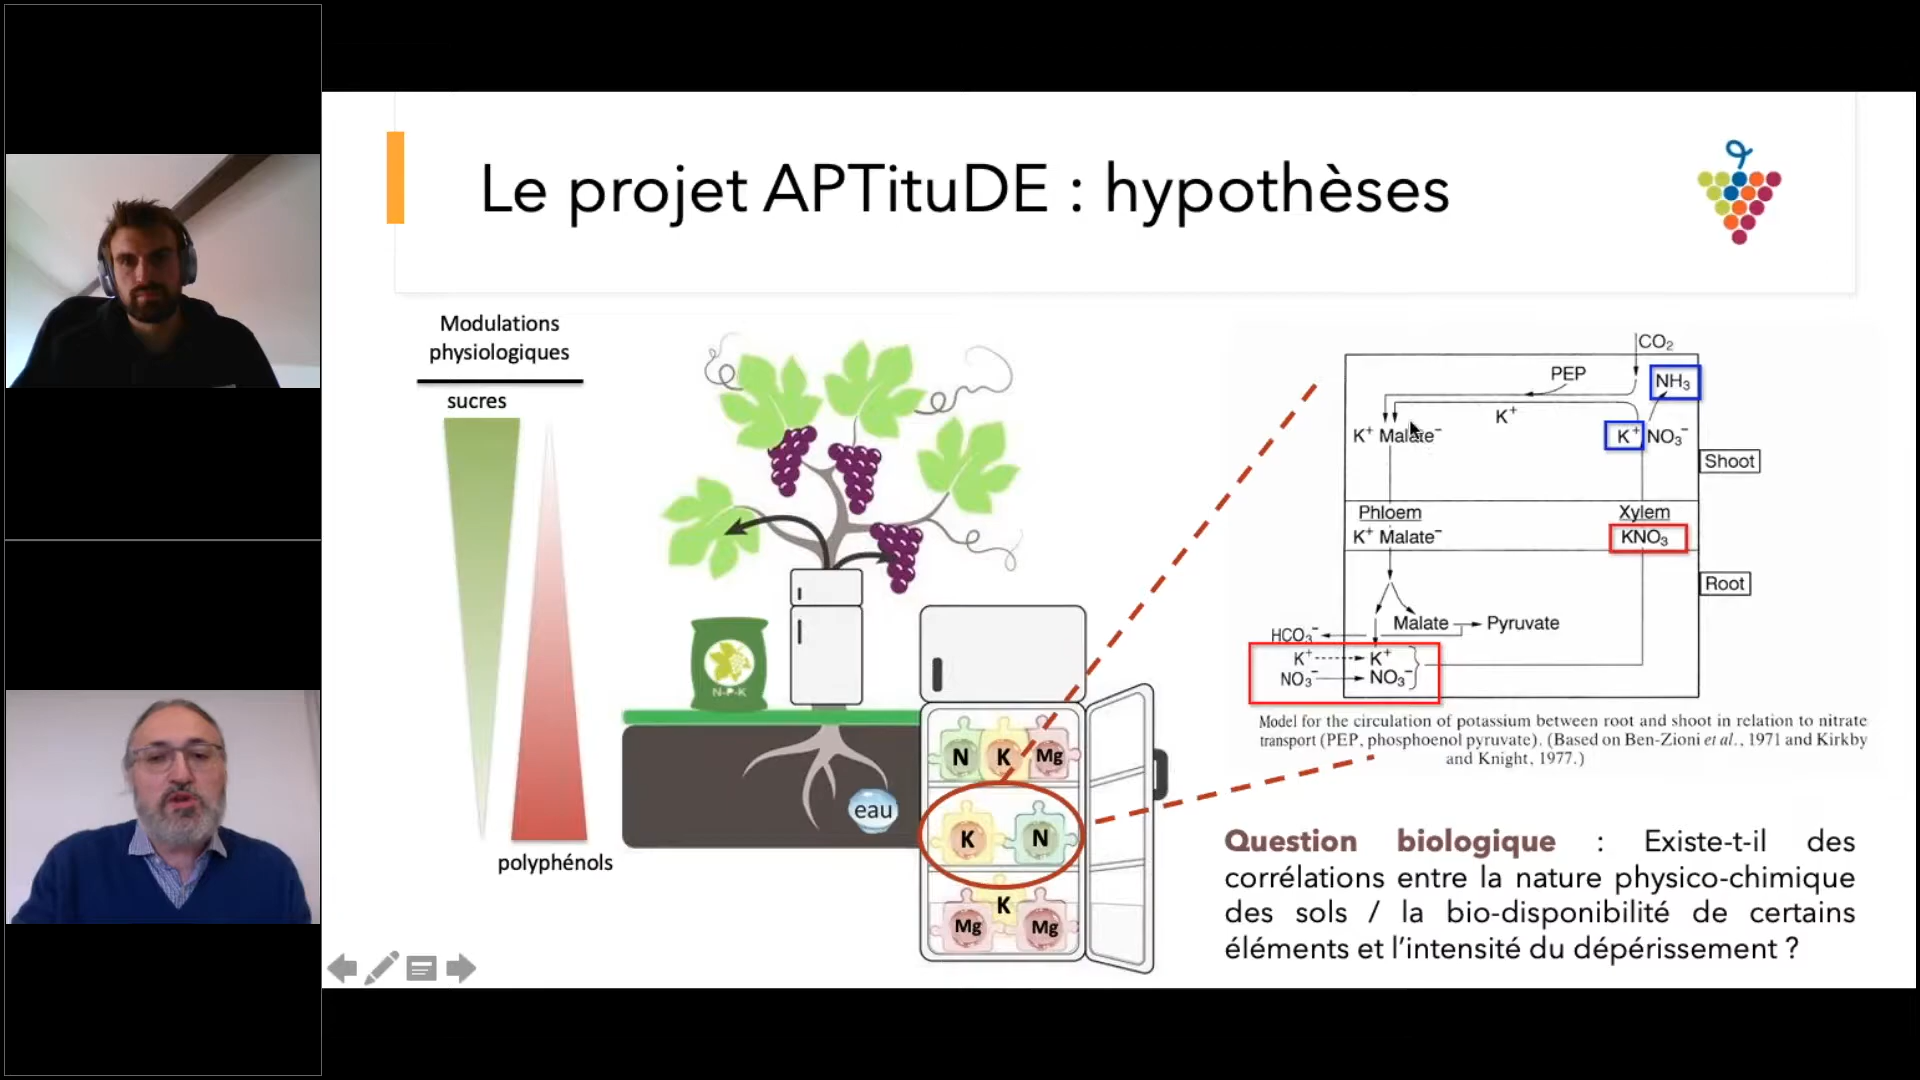 Le projet APTituDE : hypothèses
Modulations
physiologiques
sucres
polyphénols
N-P-K
eau
N K Mg
K N
K
Mg Mg
CO2
PEP
NH3
K+
K+ Malate-
K+ NO3-
Shoot
Phloem
Xylem
K+ Malate-
KNO3
Root
Malate Pyruvate
HCO3-
K+ K+
NO3- NO3-
Model for the circulation of potassium between root and shoot in relation to nitrate
transport (PEP, phosphoenol pyruvate). (Based on Ben-Zioni et al., 1971 and Kirkby
and Knight, 1977.)
Question biologique : Existe-t-il des
corrélations entre la nature physico-chimique
des sols / la bio-disponibilité de certains
éléments et l'intensité du dépérissement ?